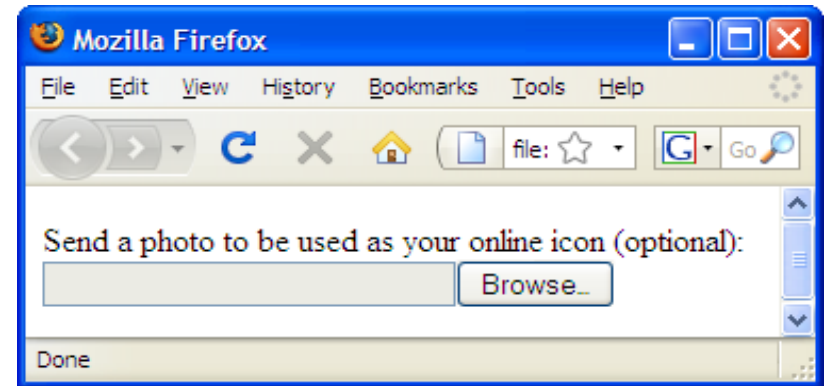 Mozilla Firefox
File Edit View History Bookmarks Tools Help
file: G Go
Send a photo to be used as your online icon (optional):
Browse...
Done